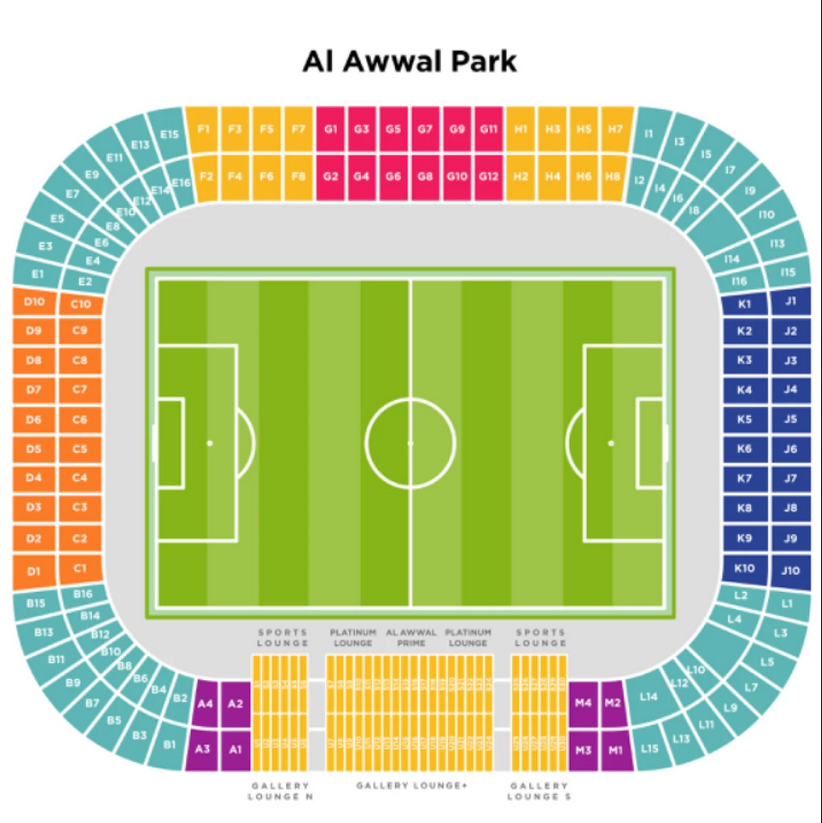 Al Awwal Park
E15 F1 F3 F5 F7 G1 G3 G5 G7 G9 G11 H1 H3 H5 H7 I1
E13 I3
E11 I5
E9 I7
E7 I9
E5 I10
E3 I13
E1 I15
E16 F2 F4 F6 F8 G2 G4 G6 G8 G10 G12 H2 H4 H6 H8 I2
E14 I4
E12 I6
E10 I8
E8
E6
E4 I14
E2 I16
D10 C10 K1 J1
D9 C9 K2 J2
D8 C8 K3 J3
D7 C7 K4 J4
D6 C6 K5 J5
D5 C5 K6 J6
D4 C4 K7 J7
D3 C3 K8 J8
D2 C2 K9 J9
D1 C1 K10 J10
B15 B16 L2 L1
B14 L4
B13 B12 L3
B11 B10 L5
B9 B8 L10 L7
B7 B6 L12 L9
B5 B4 L11
B3 B2 L14 L13
B1 L15
SPORTS
LOUNGE
PLATINUM
LOUNGE
AL AWWAL
PRIME
PLATINUM
LOUNGE
SPORTS
LOUNGE
A4 A2 M4 M2
A3 A1 M3 M1
GALLERY
LOUNGE N
GALLERY LOUNGE+
GALLERY
LOUNGE S